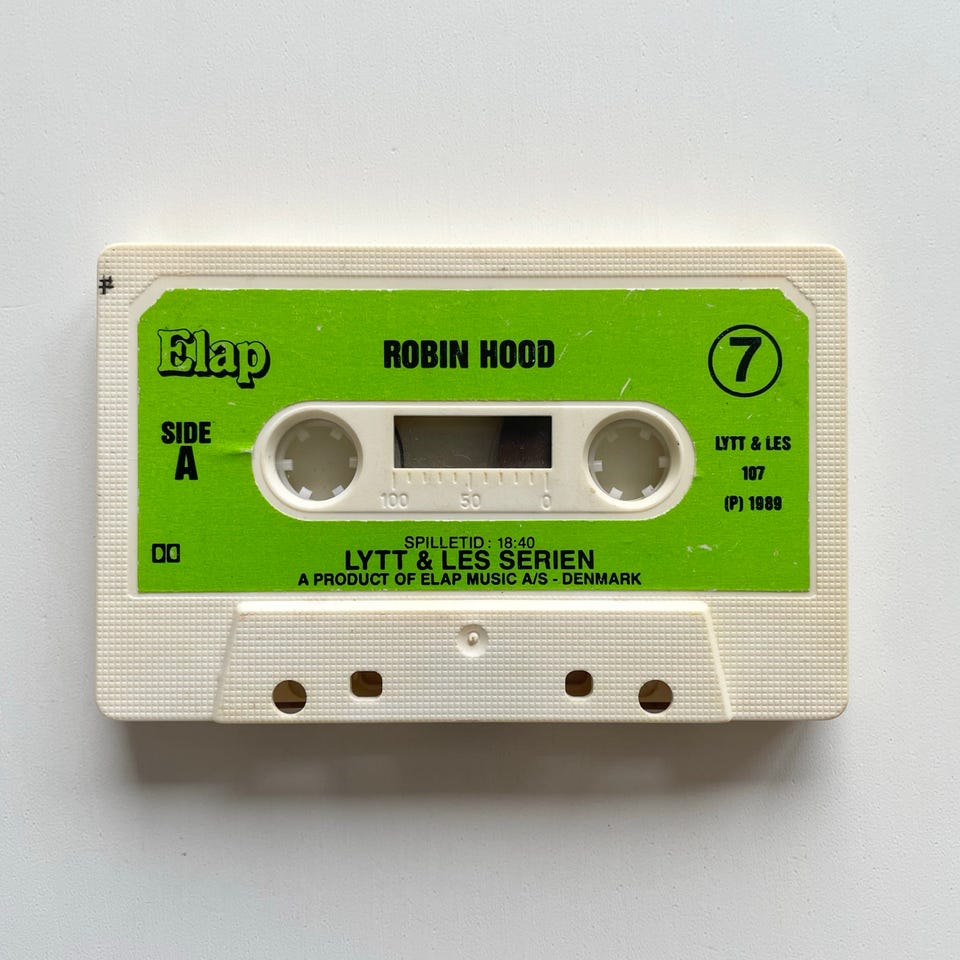 #
Elap
ROBIN HOOD
7
SIDE
A
LYTT & LES
107
(P) 1989
100 50 0
SPILLETID : 18:40
LYTT & LES SERIEN
A PRODUCT OF ELAP MUSIC A/S - DENMARK